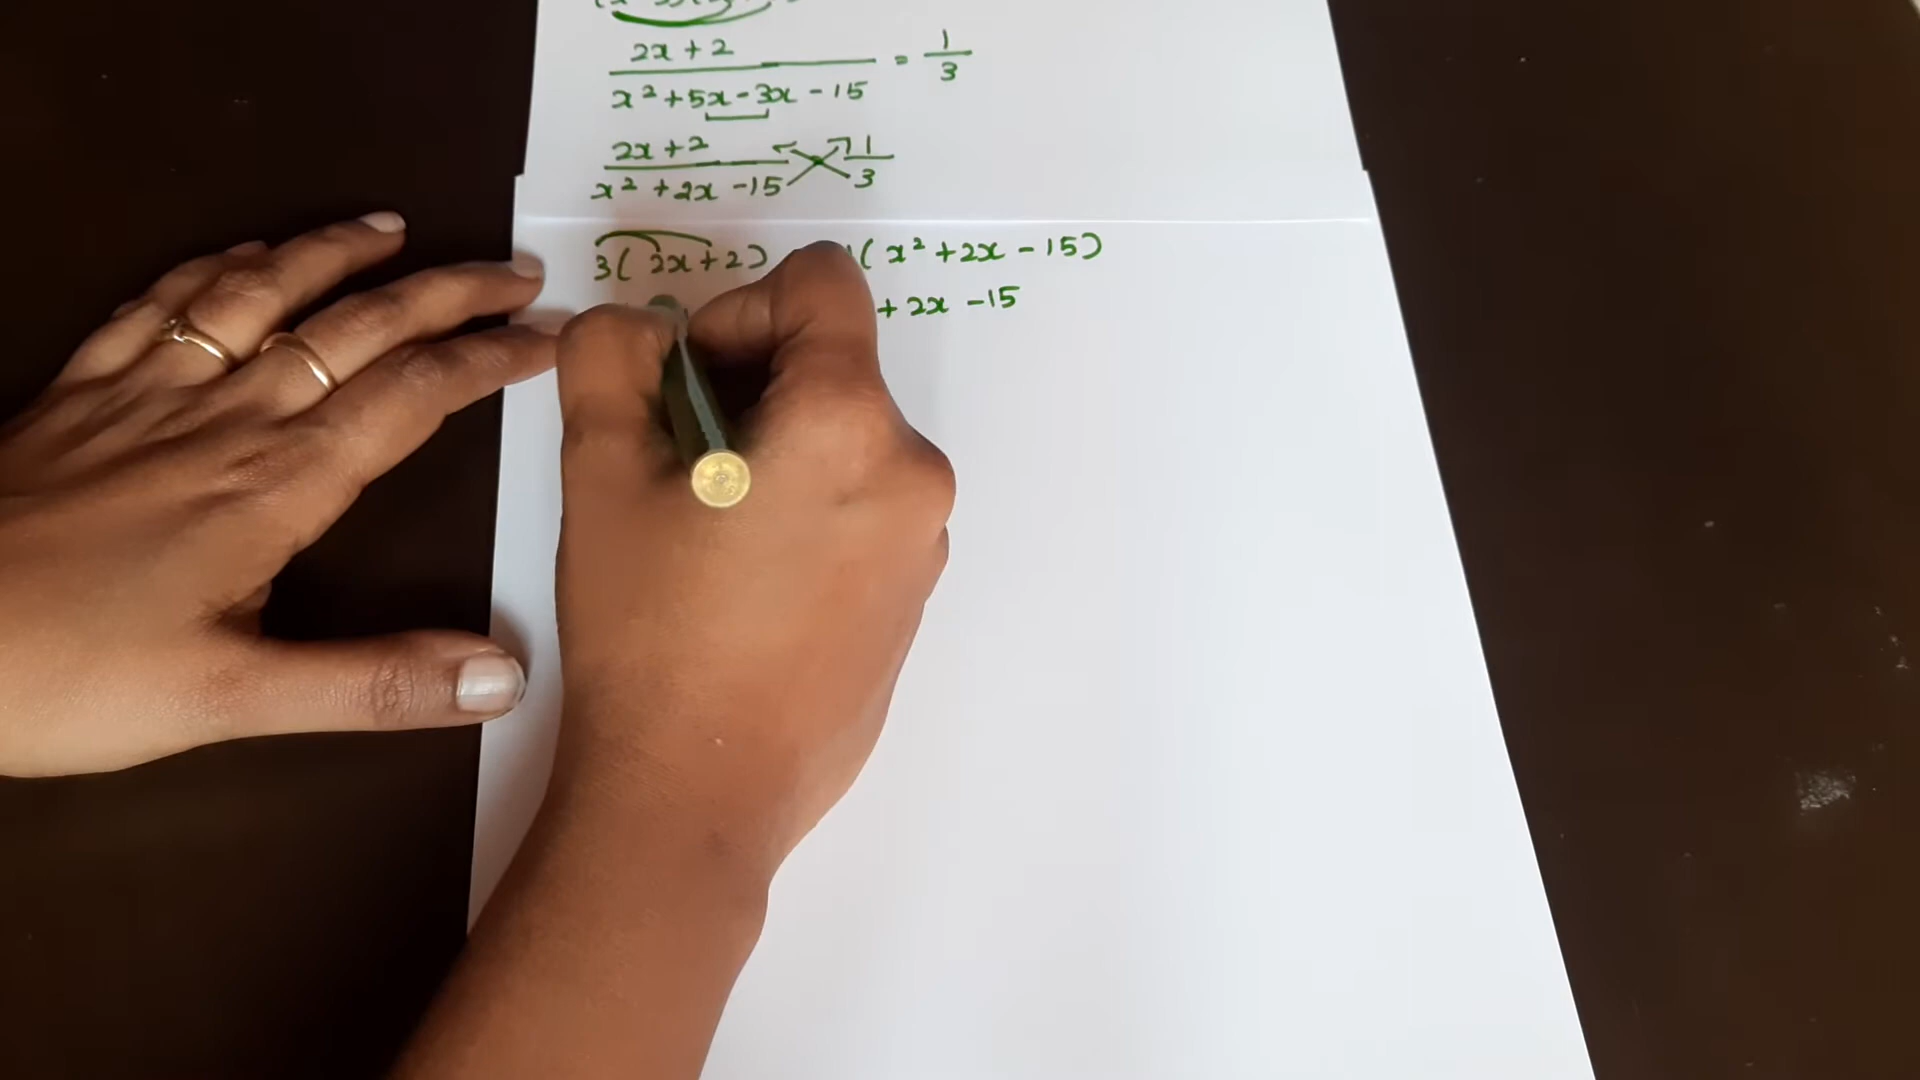 2x + 2 / x² + 5x - 3x - 15 = 1/3
2x + 2 / x² + 2x - 15 1/3
3(2x + 2) 1(x² + 2x - 15)
+ 2x - 15